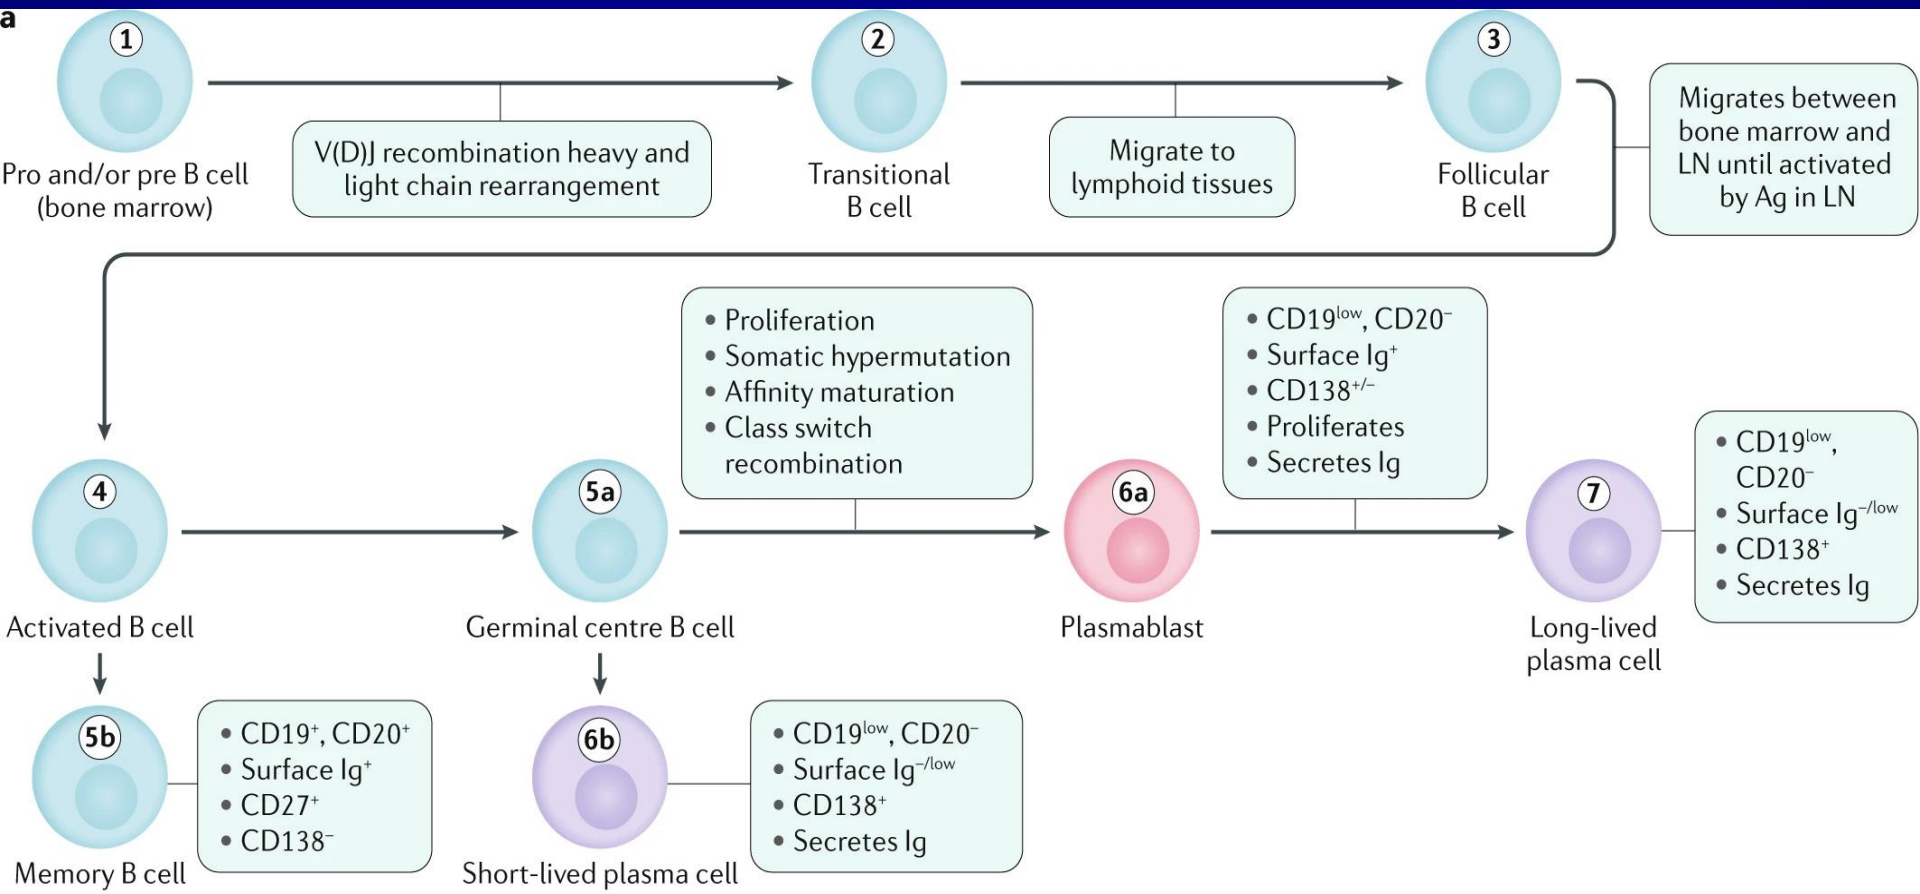 a
1
2
3
Pro and/or pre B cell
(bone marrow)
V(D)J recombination heavy and
light chain rearrangement
Transitional
B cell
Migrate to
lymphoid tissues
Follicular
B cell
Migrates between
bone marrow and
LN until activated
by Ag in LN
• Proliferation
• Somatic hypermutation
• Affinity maturation
• Class switch
recombination
• CD19low, CD20−
• Surface Ig+
• CD138+/−
• Proliferates
• Secretes Ig
4
5a
6a
7
• CD19low,
CD20−
• Surface Ig−/low
• CD138+
• Secretes Ig
Activated B cell
Germinal centre B cell
Plasmablast
Long-lived
plasma cell
5b
• CD19+, CD20+
• Surface Ig+
• CD27+
• CD138−
Memory B cell
6b
• CD19low, CD20−
• Surface Ig−/low
• CD138+
• Secretes Ig
Short-lived plasma cell